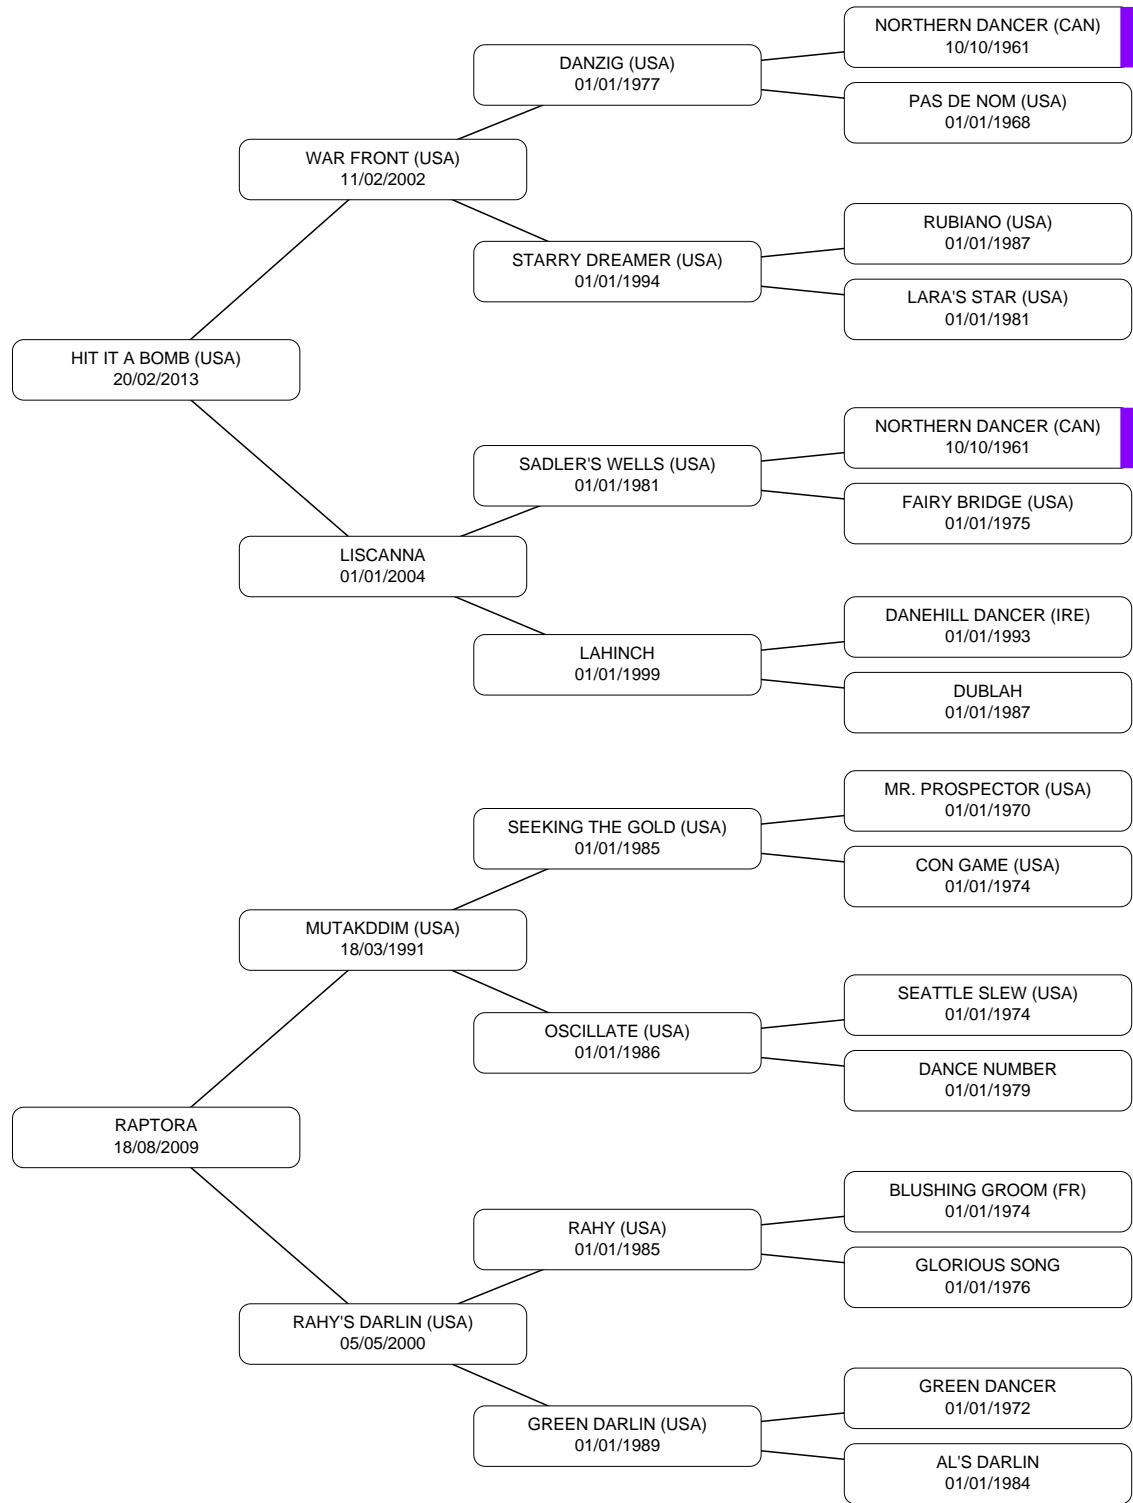 NORTHERN DANCER (CAN)
10/10/1961
DANZIG (USA)
01/01/1977
PAS DE NOM (USA)
01/01/1968
WAR FRONT (USA)
11/02/2002
RUBIANO (USA)
01/01/1987
STARRY DREAMER (USA)
01/01/1994
LARA'S STAR (USA)
01/01/1981
HIT IT A BOMB (USA)
20/02/2013
NORTHERN DANCER (CAN)
10/10/1961
SADLER'S WELLS (USA)
01/01/1981
FAIRY BRIDGE (USA)
01/01/1975
LISCANNA
01/01/2004
DANEHILL DANCER (IRE)
01/01/1993
LAHINCH
01/01/1999
DUBLAH
01/01/1987
MR. PROSPECTOR (USA)
01/01/1970
SEEKING THE GOLD (USA)
01/01/1985
CON GAME (USA)
01/01/1974
MUTAKDDIM (USA)
18/03/1991
SEATTLE SLEW (USA)
01/01/1974
OSCILLATE (USA)
01/01/1986
DANCE NUMBER
01/01/1979
RAPTORA
18/08/2009
BLUSHING GROOM (FR)
01/01/1974
RAHY (USA)
01/01/1985
GLORIOUS SONG
01/01/1976
RAHY'S DARLIN (USA)
05/05/2000
GREEN DANCER
01/01/1972
GREEN DARLIN (USA)
01/01/1989
AL'S DARLIN
01/01/1984